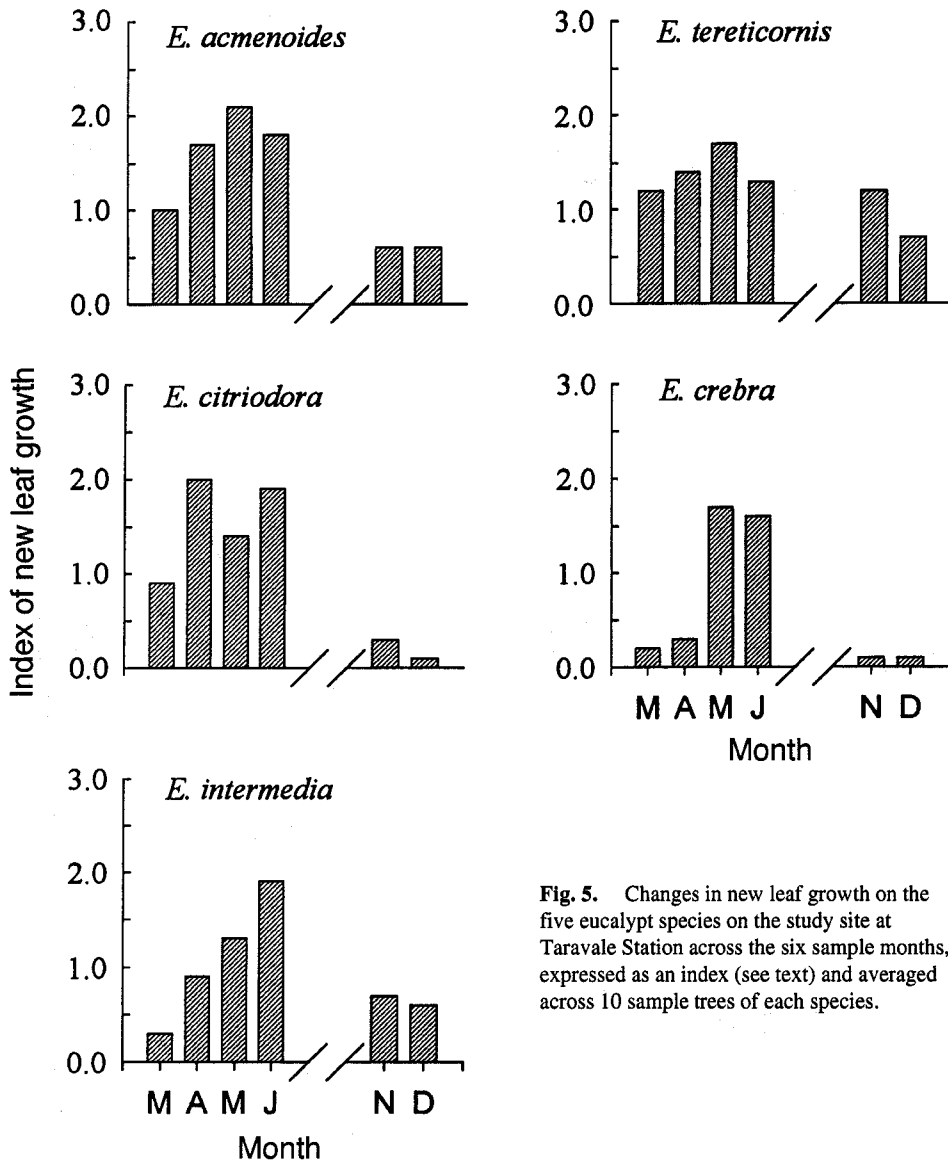 E. acmenoides
3.0
2.0
1.0
0.0
E. tereticornis
3.0
2.0
1.0
0.0
Index of new leaf growth
E. citriodora
3.0
2.0
1.0
0.0
E. crebra
3.0
2.0
1.0
0.0
M A M J N D
Month
E. intermedia
3.0
2.0
1.0
0.0
M A M J N D
Month
Fig. 5. Changes in new leaf growth on the
five eucalypt species on the study site at
Taravale Station across the six sample months,
expressed as an index (see text) and averaged
across 10 sample trees of each species.